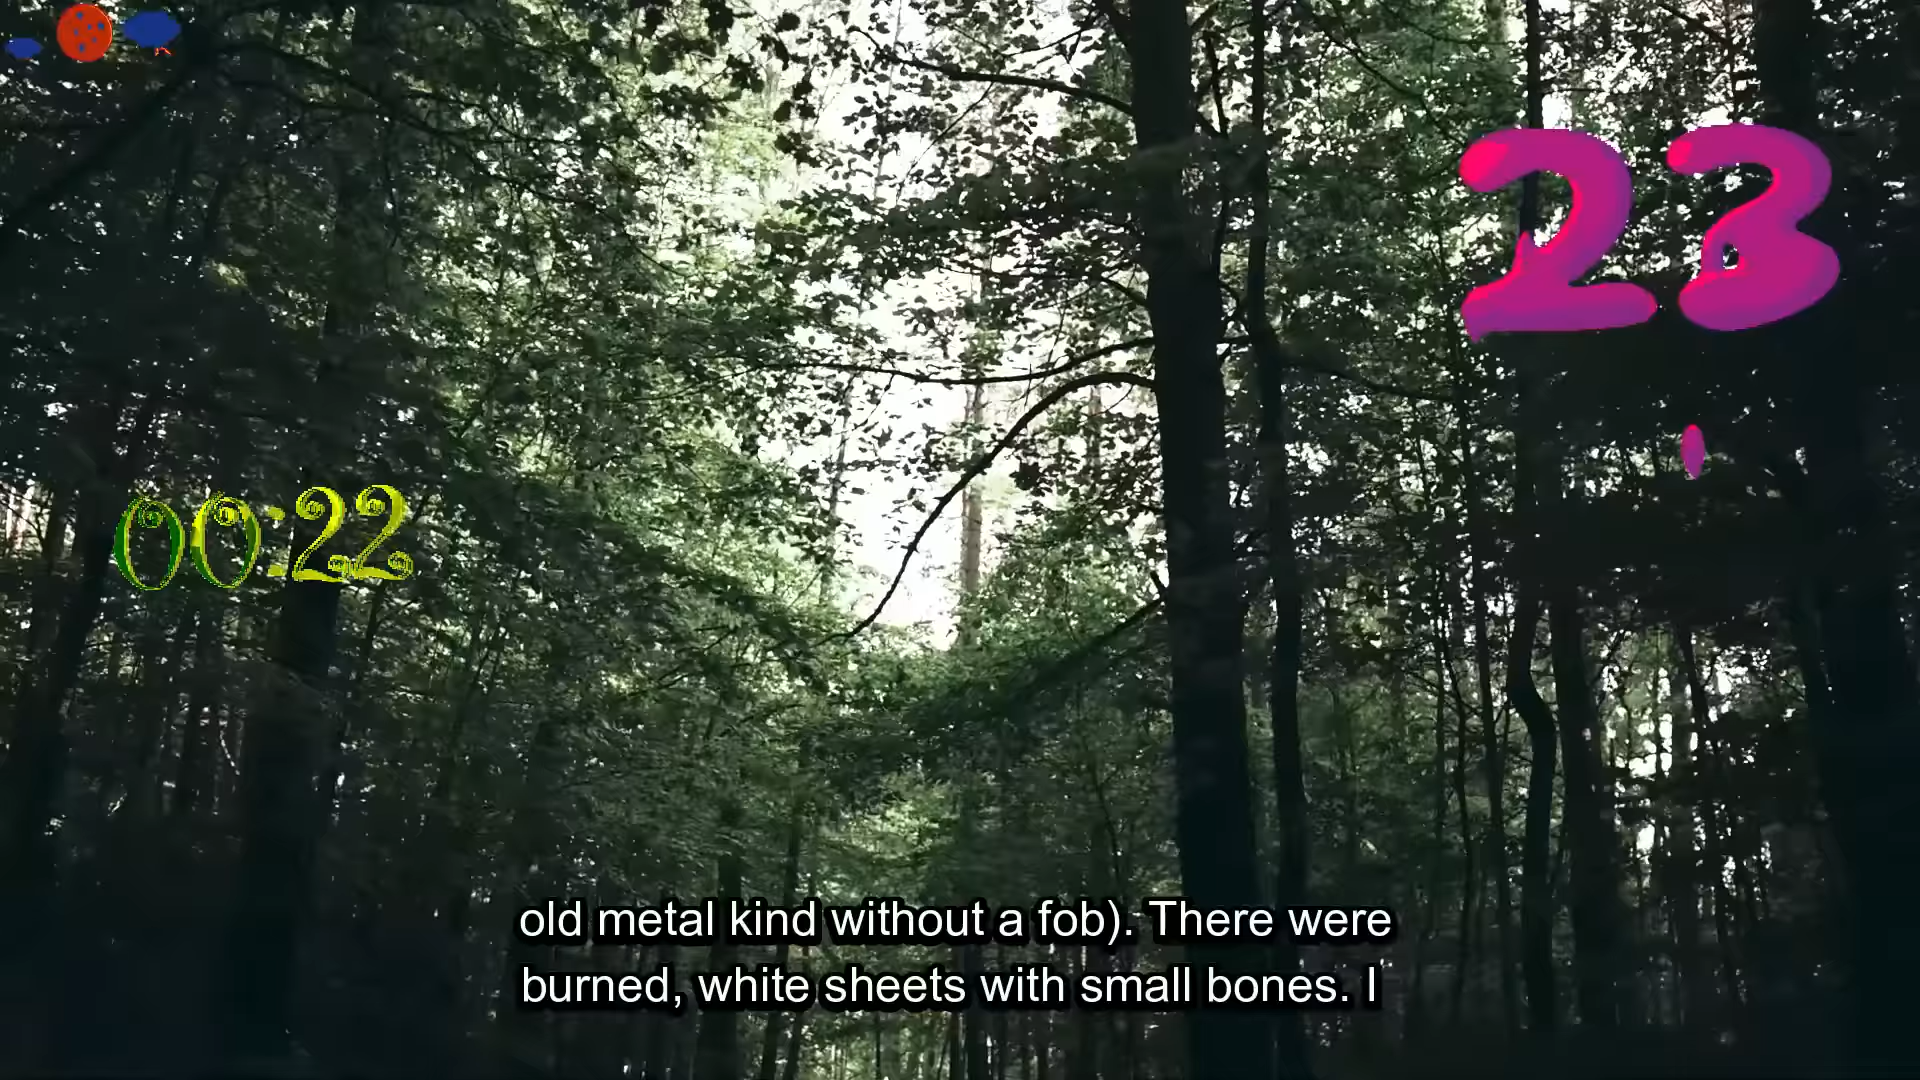 23
00:22
old metal kind without a fob). There were
burned, white sheets with small bones. I